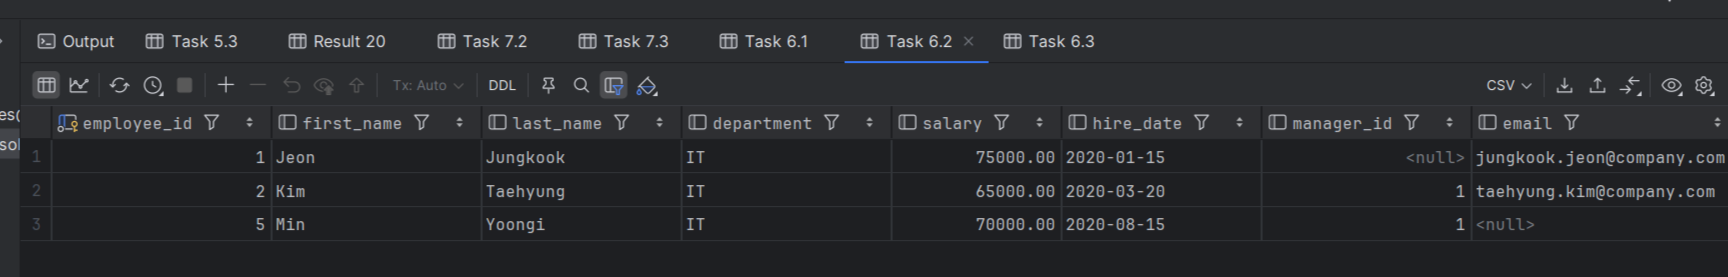 Output Task 5.3 Result 20 Task 7.2 Task 7.3 Task 6.1 Task 6.2 Task 6.3
Tx: Auto DDL CSV
es(
sol
employee_id first_name last_name department salary hire_date manager_id email
1 1 Jeon Jungkook IT 75000.00 2020-01-15 <null> jungkook.jeon@company.com
2 2 Kim Taehyung IT 65000.00 2020-03-20 1 taehyung.kim@company.com
3 5 Min Yoongi IT 70000.00 2020-08-15 1 <null>